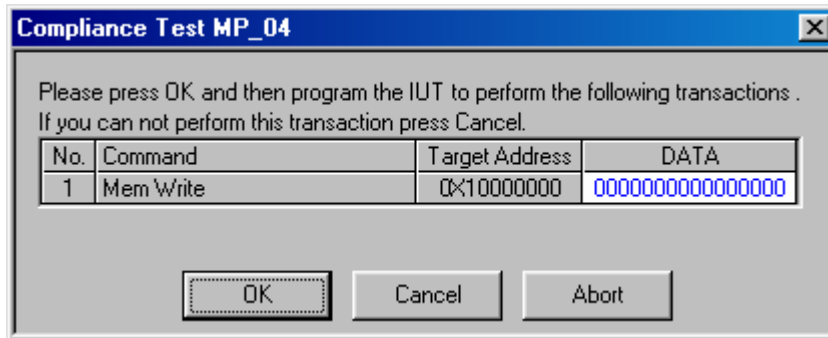 Compliance Test MP_04
Please press OK and then program the IUT to perform the following transactions .
If you can not perform this transaction press Cancel.
No. Command Target Address DATA
1 Mem Write 0X10000000 0000000000000000
OK Cancel Abort